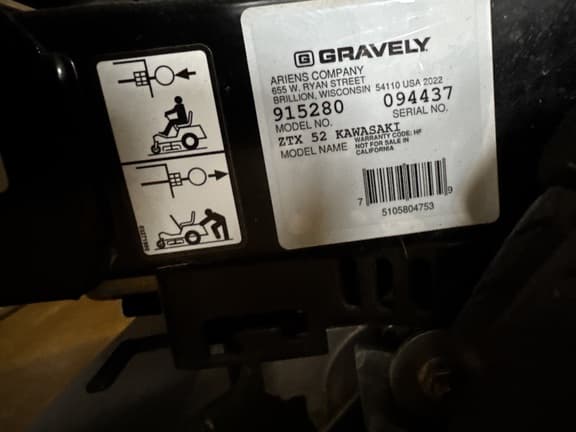 G GRAVELY
ARIENS COMPANY
655 W. RYAN STREET
BRILLION, WISCONSIN 54110 USA 2022
915280 094437
MODEL NO. SERIAL NO.
ZTX 52 KAWASAKI
MODEL NAME
WARRANTY CODE: HF
NOT FOR SALE IN
CALIFORNIA
7 5105804753 9